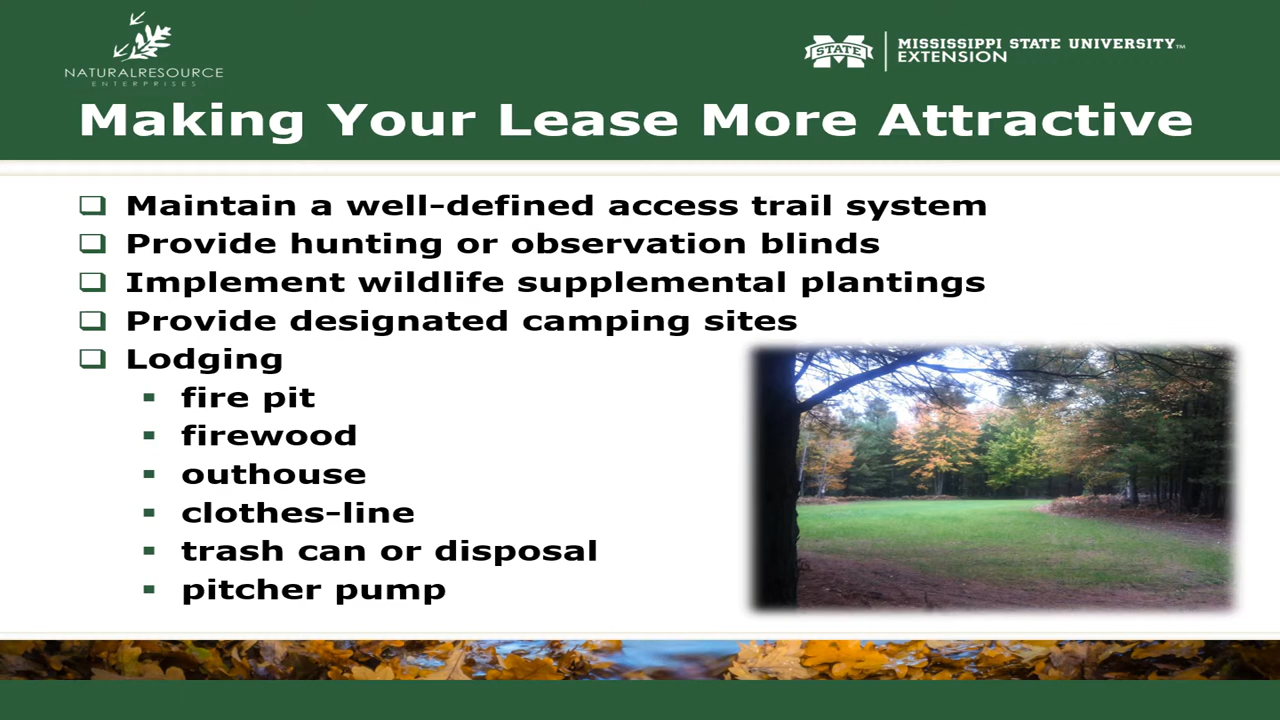 NATURALRESOURCE
ENTERPRISES
STATE
MISSISSIPPI STATE UNIVERSITY™
EXTENSION
Making Your Lease More Attractive
Maintain a well-defined access trail system
Provide hunting or observation blinds
Implement wildlife supplemental plantings
Provide designated camping sites
Lodging
fire pit
firewood
outhouse
clothes-line
trash can or disposal
pitcher pump